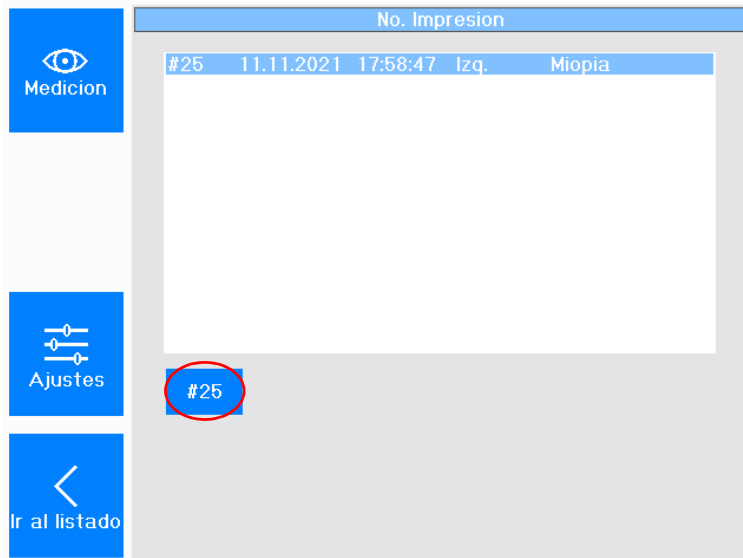 No. Impresion
Medicion
#25 11.11.2021 17:58:47 Izq. Miopia
Ajustes
#25
Ir al listado